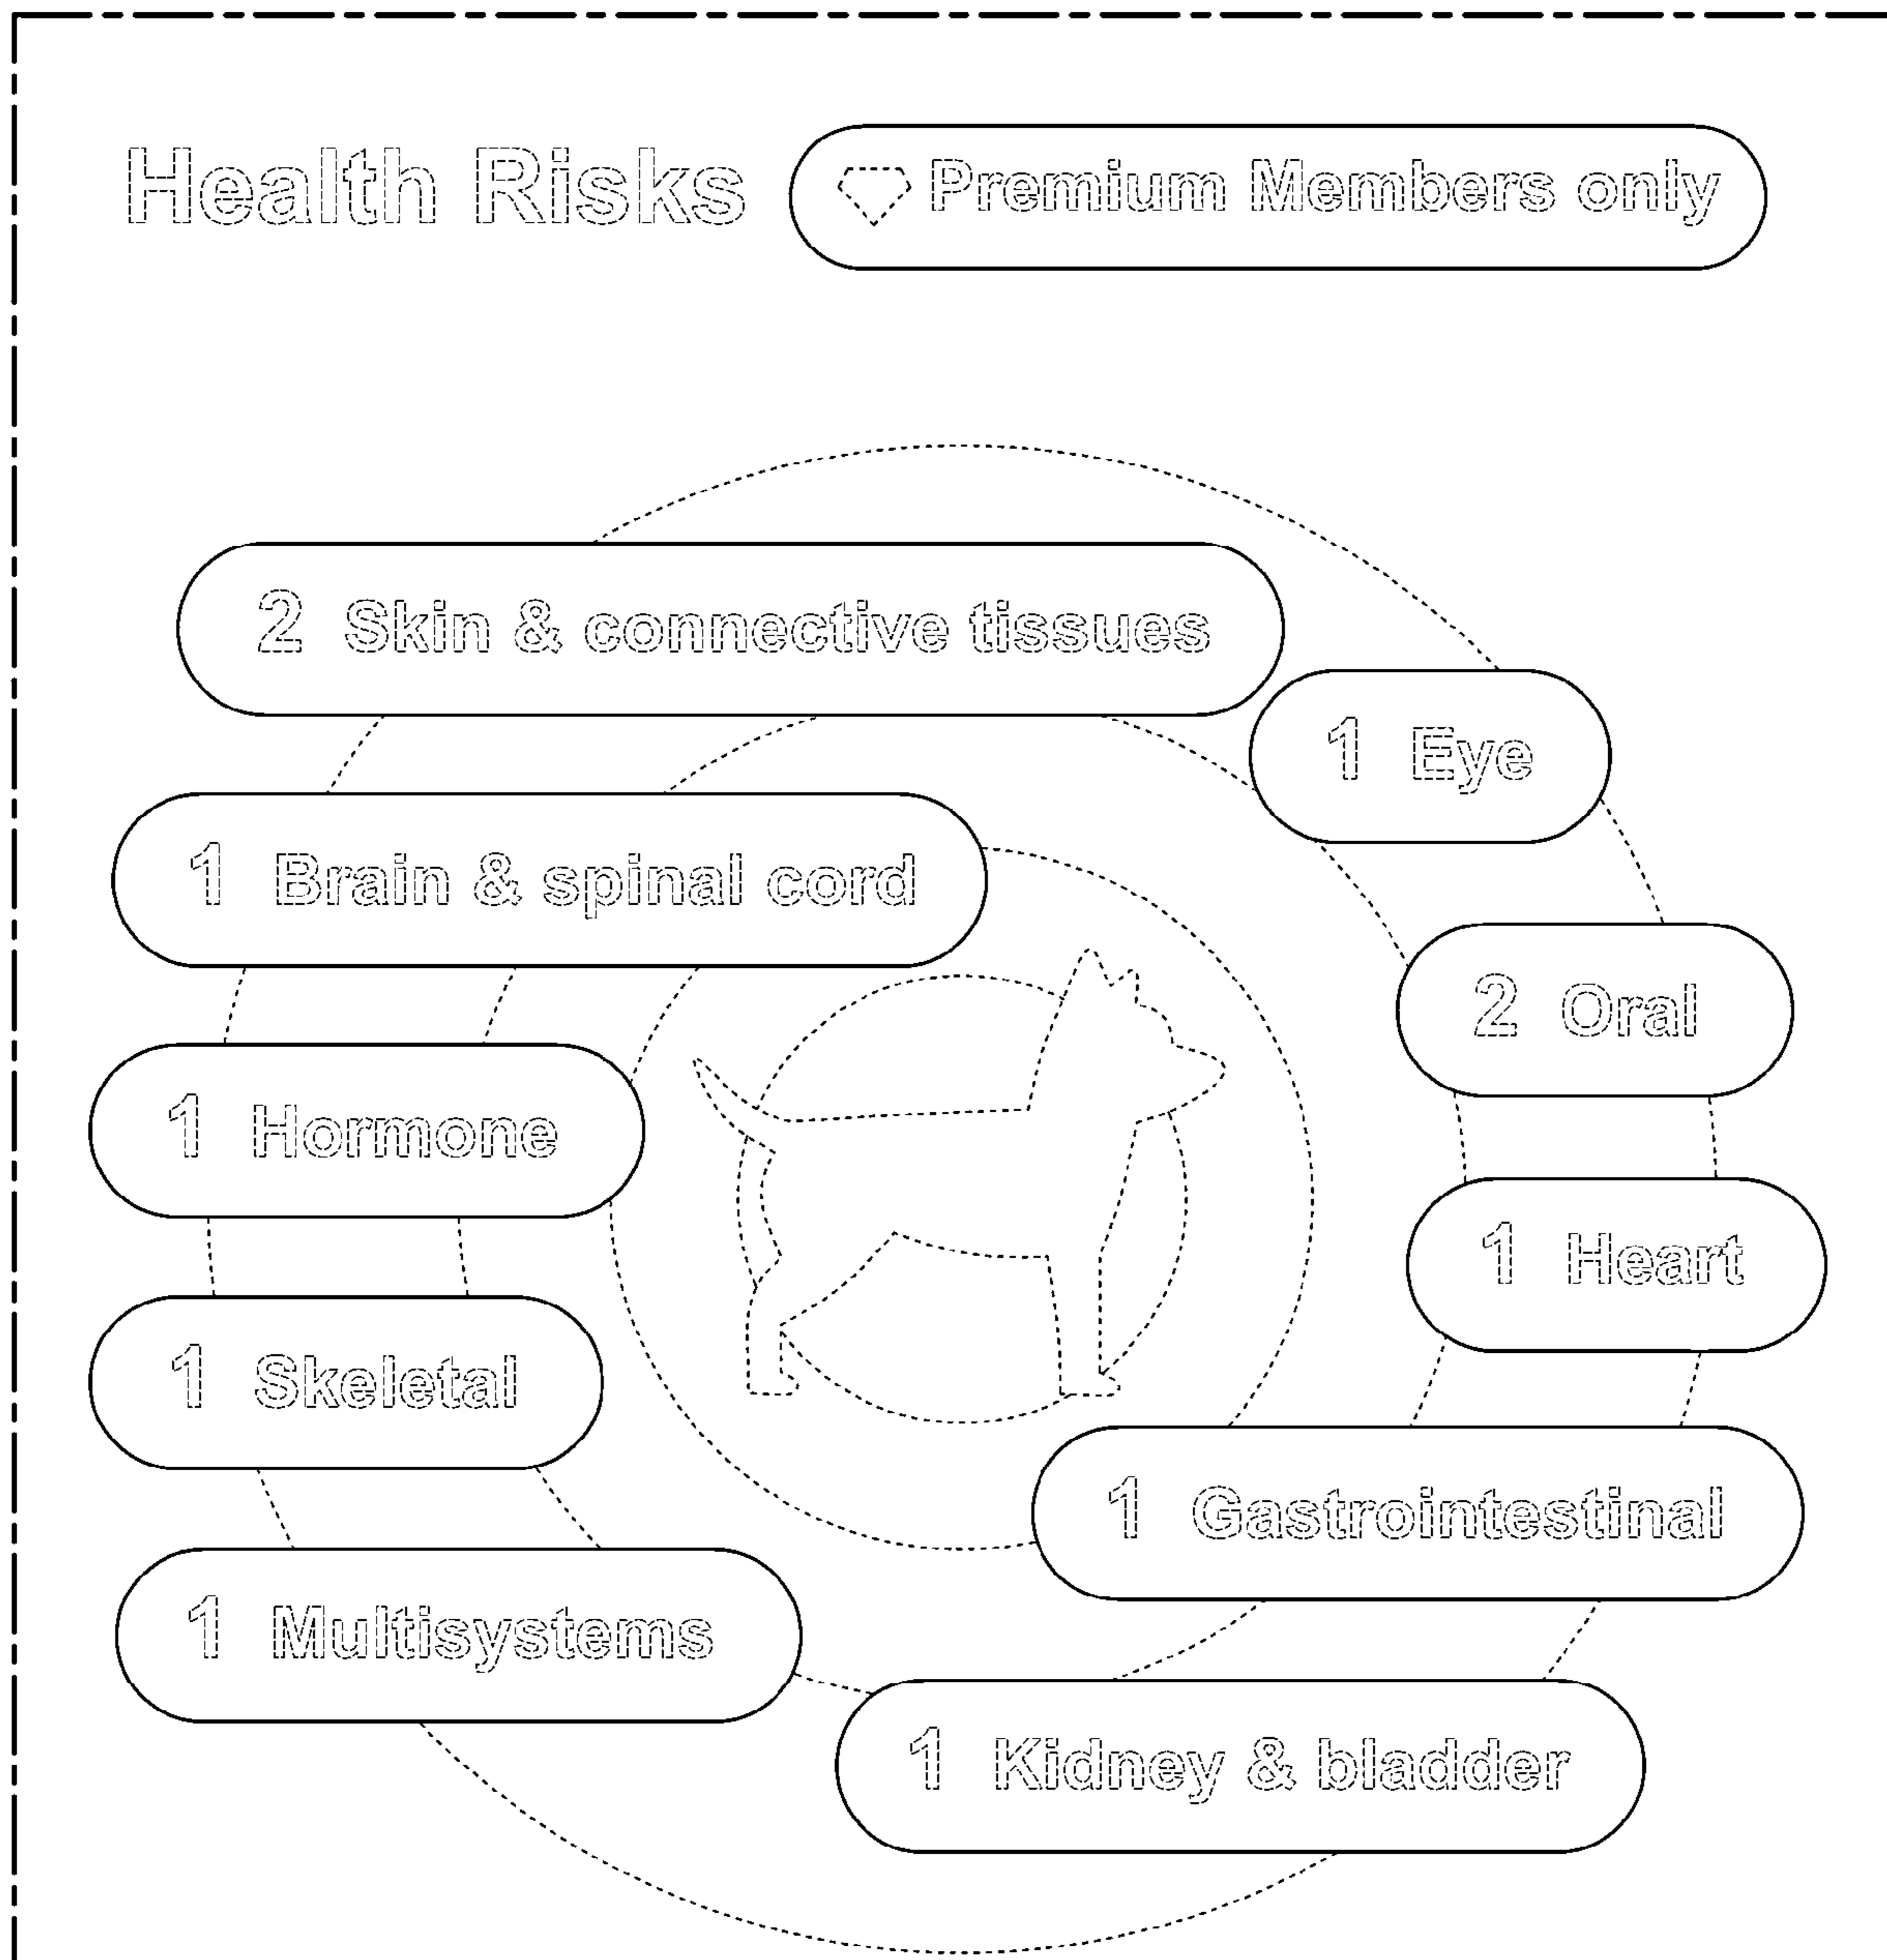 Health Risks
Premium Members only
2 Skin & connective tissues
1 Eye
1 Brain & spinal cord
2 Oral
1 Hormone
1 Heart
1 Skeletal
1 Gastrointestinal
1 Multisystems
1 Kidney & bladder